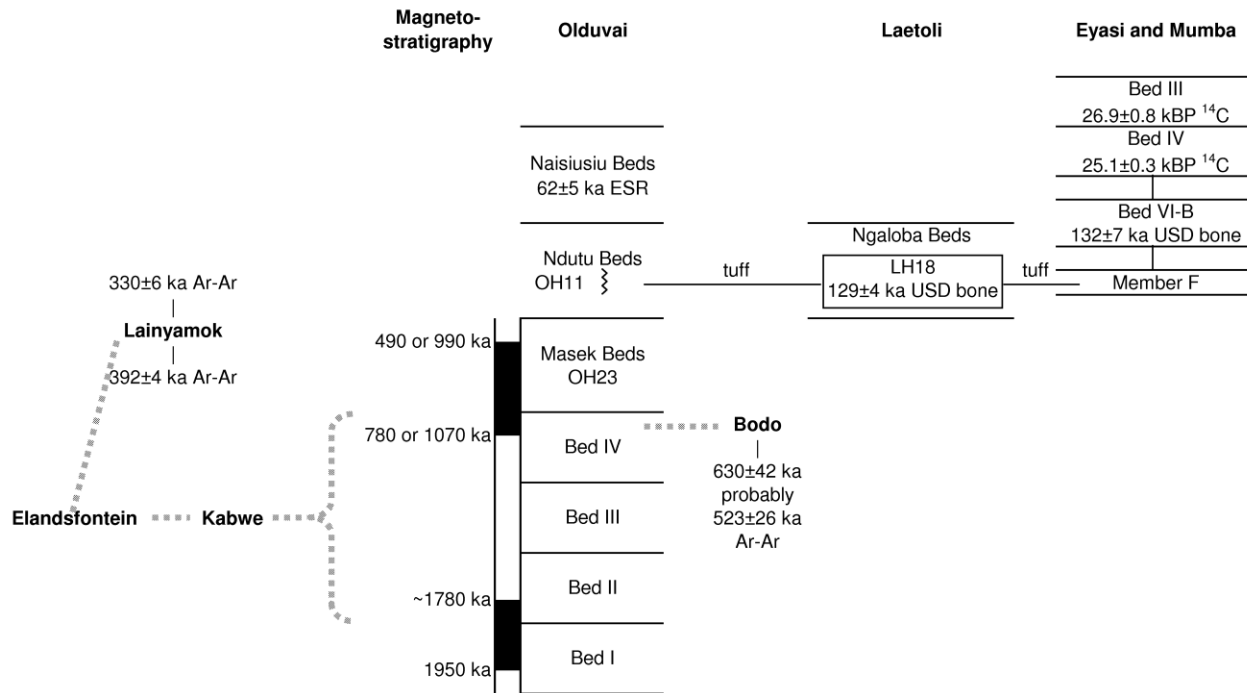 Magneto-
stratigraphy
Olduvai
Laetoli
Eyasi and Mumba
Bed III
26.9±0.8 kBP ¹⁴C
Bed IV
25.1±0.3 kBP ¹⁴C
Naisiusiu Beds
62±5 ka ESR
Bed VI-B
132±7 ka USD bone
Ngaloba Beds
Ndutu Beds
OH11
tuff
LH18
129±4 ka USD bone
tuff
Member F
330±6 ka Ar-Ar
Lainyamok
392±4 ka Ar-Ar
490 or 990 ka
Masek Beds
OH23
780 or 1070 ka
Bed IV
Bodo
630±42 ka
probably
523±26 ka
Ar-Ar
Elandsfontein
Kabwe
Bed III
Bed II
~1780 ka
Bed I
1950 ka